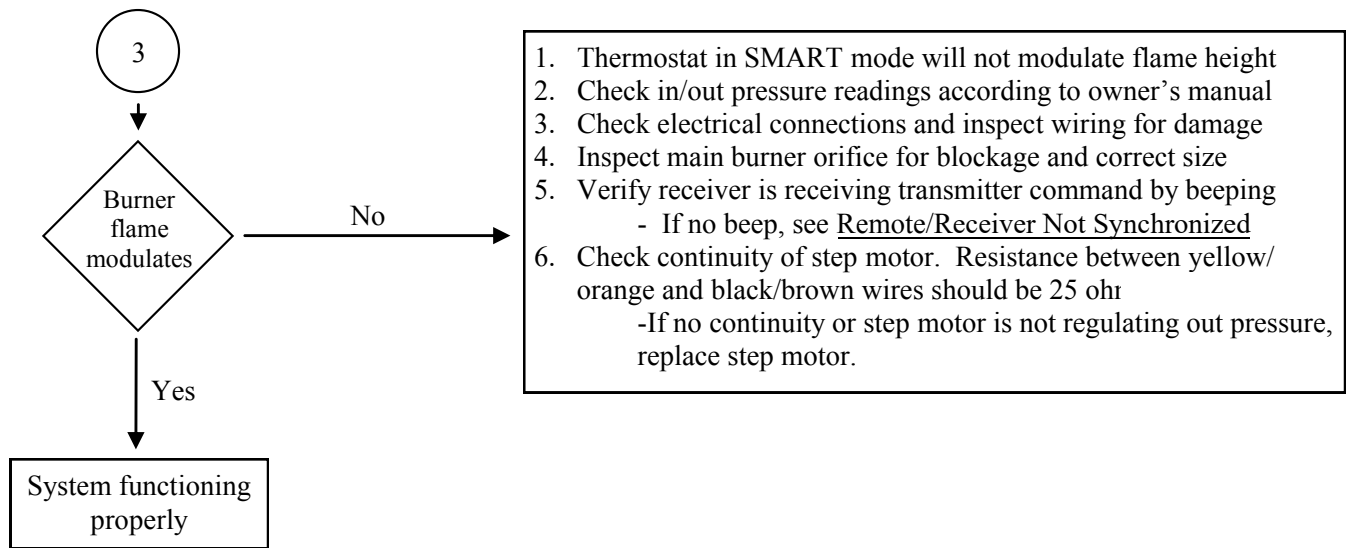 3
Burner
flame
modulates
No
Yes
System functioning
properly
1. Thermostat in SMART mode will not modulate flame height
2. Check in/out pressure readings according to owner’s manual
3. Check electrical connections and inspect wiring for damage
4. Inspect main burner orifice for blockage and correct size
5. Verify receiver is receiving transmitter command by beeping
- If no beep, see Remote/Receiver Not Synchronized
6. Check continuity of step motor. Resistance between yellow/
orange and black/brown wires should be 25
-If no continuity or step motor is not regulating out pressure,
replace step motor.